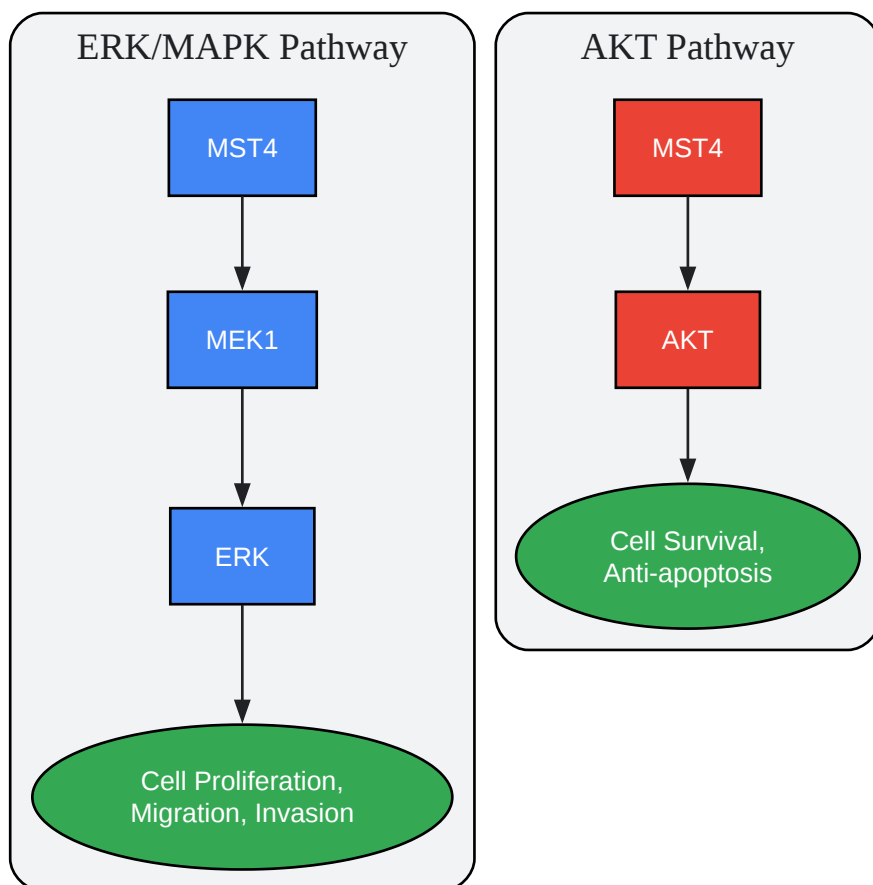 ERK/MAPK Pathway
MST4
MEK1
ERK
Cell Proliferation,
Migration, Invasion
AKT Pathway
MST4
AKT
Cell Survival,
Anti-apoptosis